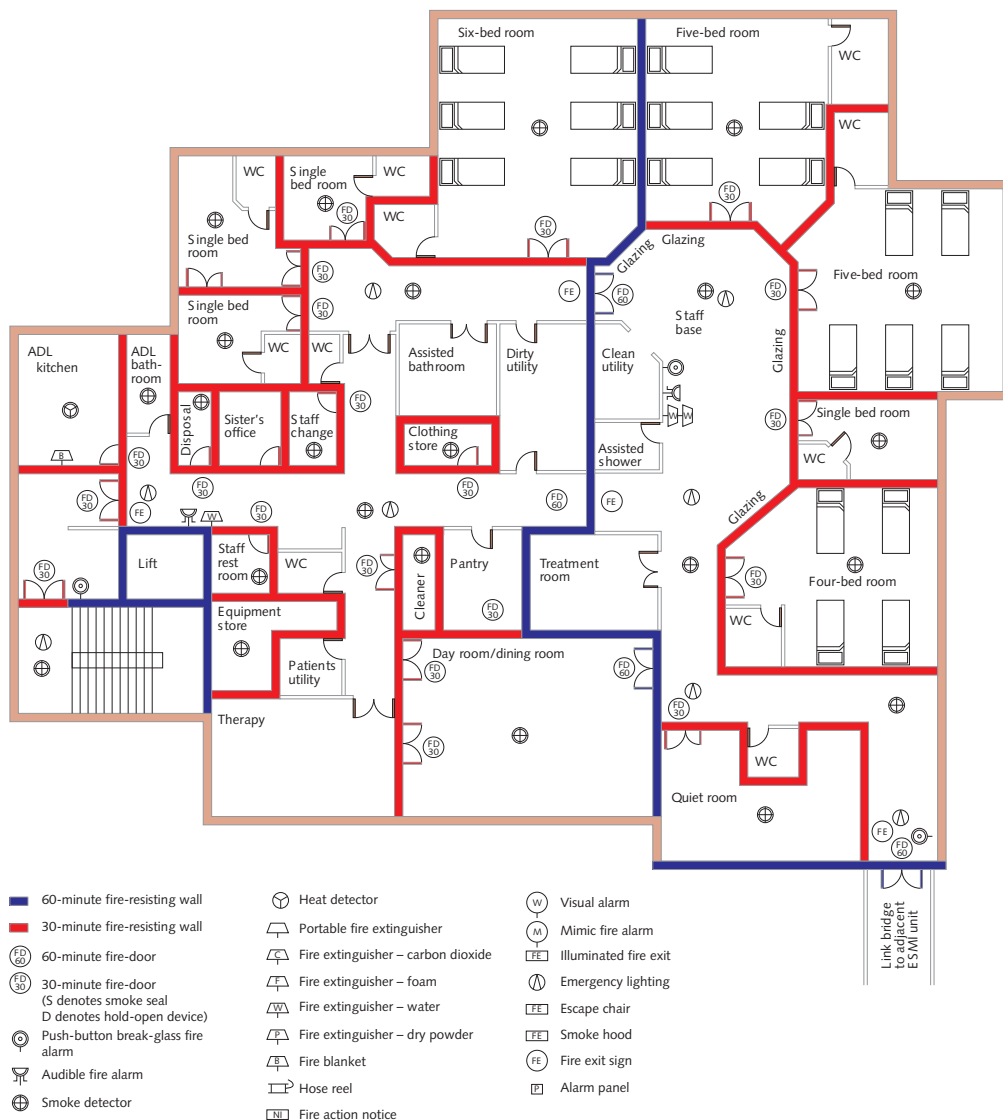 Six-bed room
Five-bed room
WC
WC
WC
Single
bed room
WC
FD
30
WC
FD
30
FD
30
Single bed
room
FD
30
Glazing
Glazing
Five-bed room
FD
30
FE
FD
60
Staff
base
FD
30
Single bed
room
WC
WC
Assisted
bathroom
Dirty
utility
Clean
utility
Glazing
ADL
kitchen
ADL
bath-
room
FD
30
Disposal
Sister's
office
Staff
change
Clothing
store
W
W
FD
30
Single bed room
WC
Assisted
shower
B
FD
30
FD
30
FD
30
FD
30
FD
60
FE
FE
W
FD
30
Glazing
Lift
Staff
rest
room
WC
FD
30
Cleaner
Pantry
Treatment
room
FD
30
FD
30
Four-bed room
FD
30
Equipment
store
WC
Patients
utility
Day room/dining room
FD
30
FD
60
Therapy
FD
30
FD
30
WC
Quiet room
FE
FD
60
Link bridge
to adjacent
ESMI unit
60-minute fire-resisting wall
30-minute fire-resisting wall
FD
60
60-minute fire-door
FD
30
30-minute fire-door
(S denotes smoke seal
D denotes hold-open device)
Push-button break-glass fire
alarm
Audible fire alarm
Smoke detector
Heat detector
Portable fire extinguisher
C
Fire extinguisher – carbon dioxide
F
Fire extinguisher – foam
W
Fire extinguisher – water
P
Fire extinguisher – dry powder
B
Fire blanket
Hose reel
NI
Fire action notice
W
Visual alarm
M
Mimic fire alarm
FE
Illuminated fire exit
Emergency lighting
FE
Escape chair
FE
Smoke hood
FE
Fire exit sign
P
Alarm panel